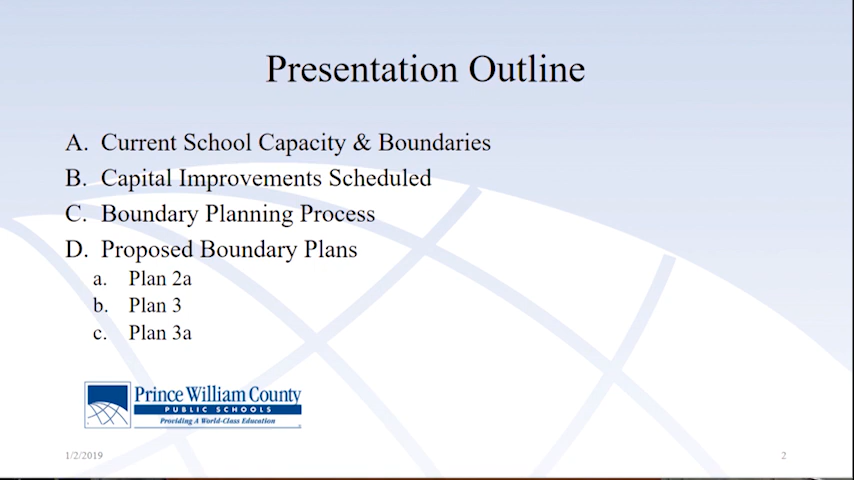 Presentation Outline
A. Current School Capacity & Boundaries
B. Capital Improvements Scheduled
C. Boundary Planning Process
D. Proposed Boundary Plans
a. Plan 2a
b. Plan 3
c. Plan 3a
Prince William County
PUBLIC SCHOOLS
Providing A World-Class Education
1/2/2019
2